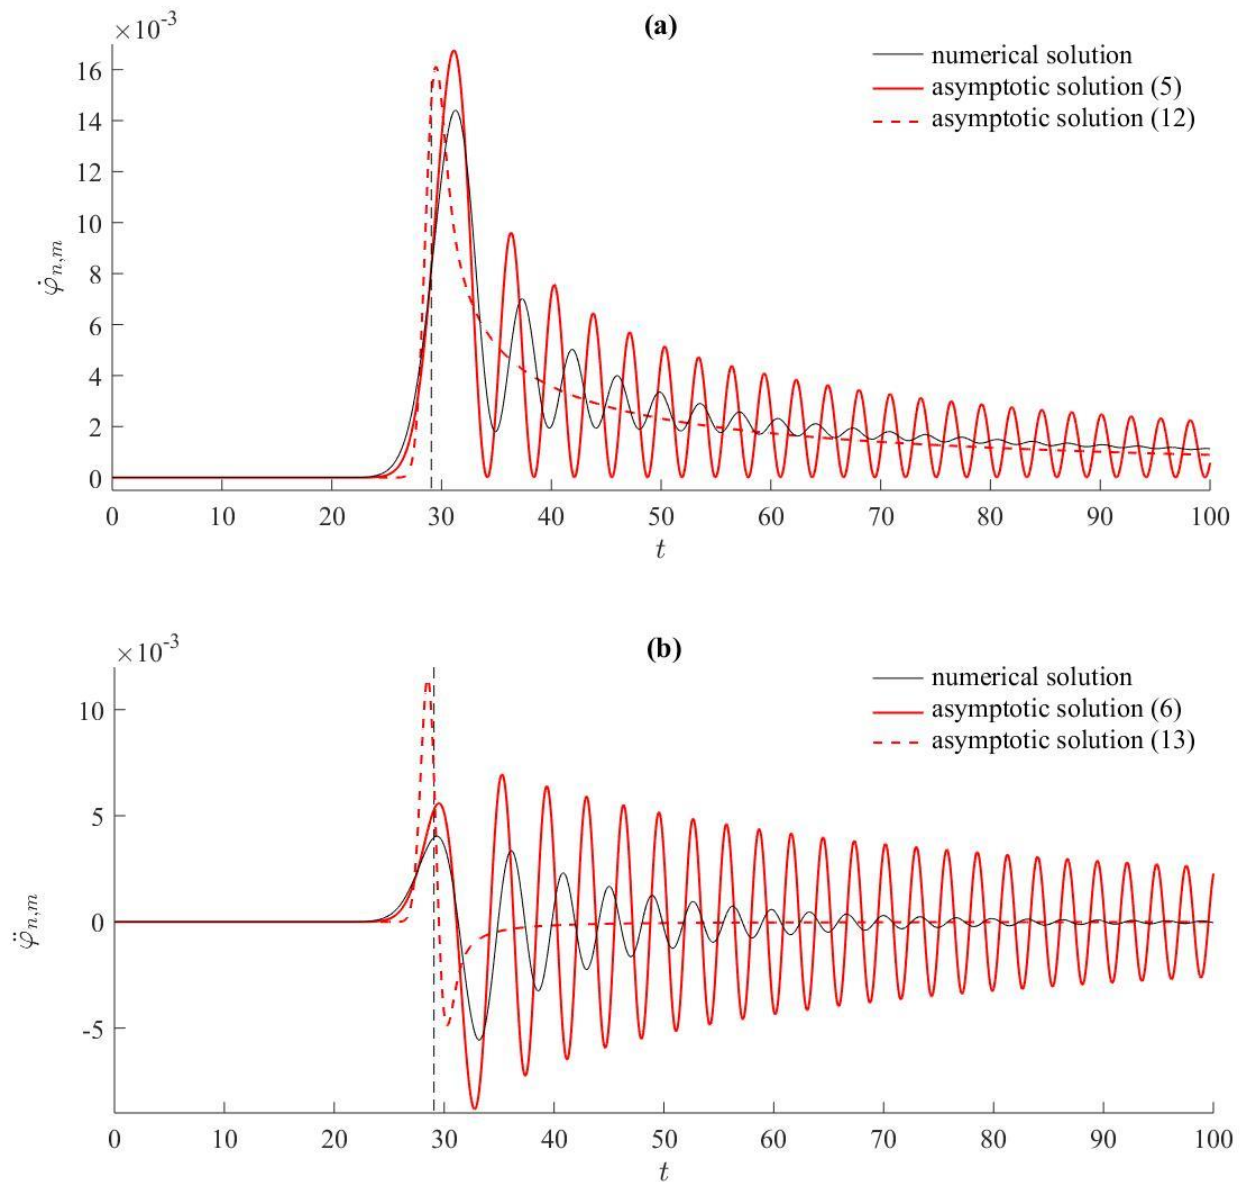 (a)
×10⁻³
numerical solution
asymptotic solution (5)
asymptotic solution (12)
16
14
12
10
8
6
4
2
0
φ̇n,m
0 10 20 30 40 50 60 70 80 90 100
t
(b)
×10⁻³
numerical solution
asymptotic solution (6)
asymptotic solution (13)
10
5
0
-5
φ̈n,m
0 10 20 30 40 50 60 70 80 90 100
t